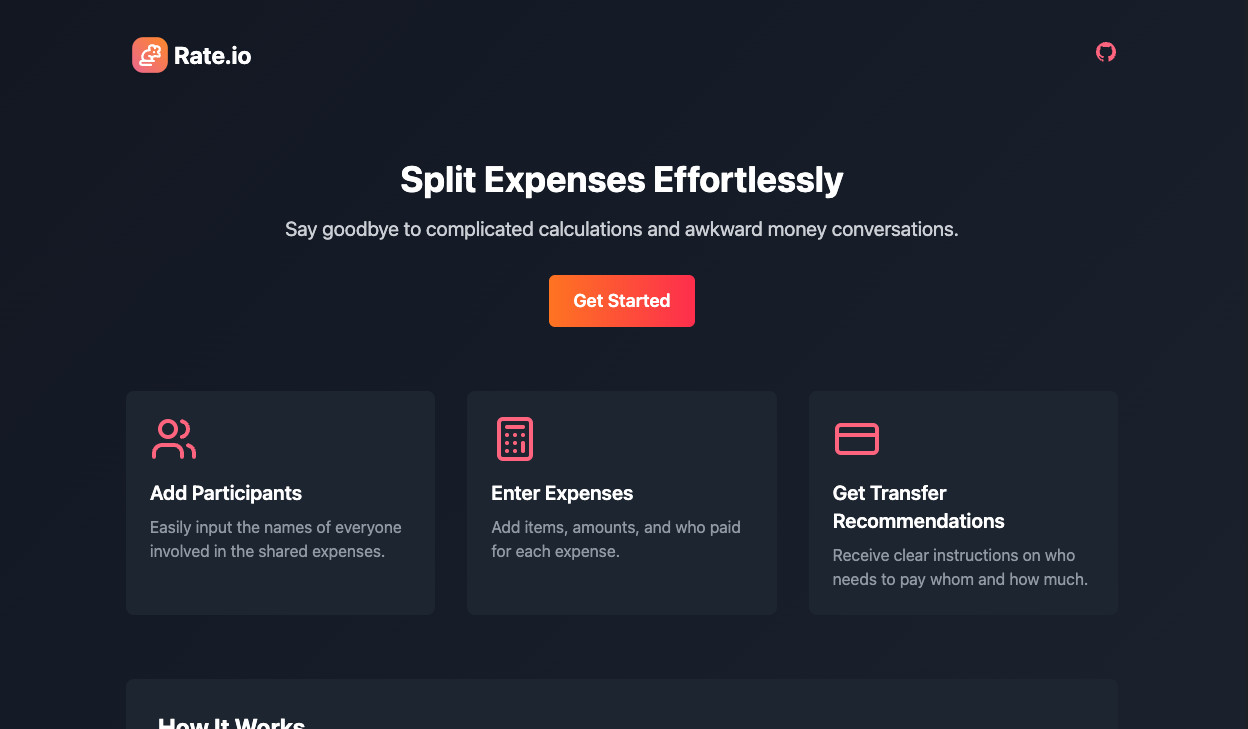 Rate.io
Split Expenses Effortlessly
Say goodbye to complicated calculations and awkward money conversations.
Get Started
Add Participants
Easily input the names of everyone
involved in the shared expenses.
Enter Expenses
Add items, amounts, and who paid
for each expense.
Get Transfer
Recommendations
Receive clear instructions on who
needs to pay whom and how much.
How It Works